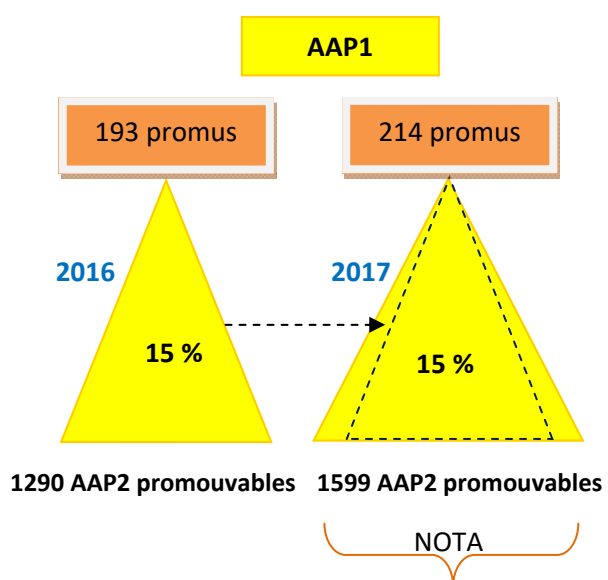 AAP1
193 promus
214 promus
2016
2017
15 %
15 %
1290 AAP2 promouvables
1599 AAP2 promouvables
NOTA